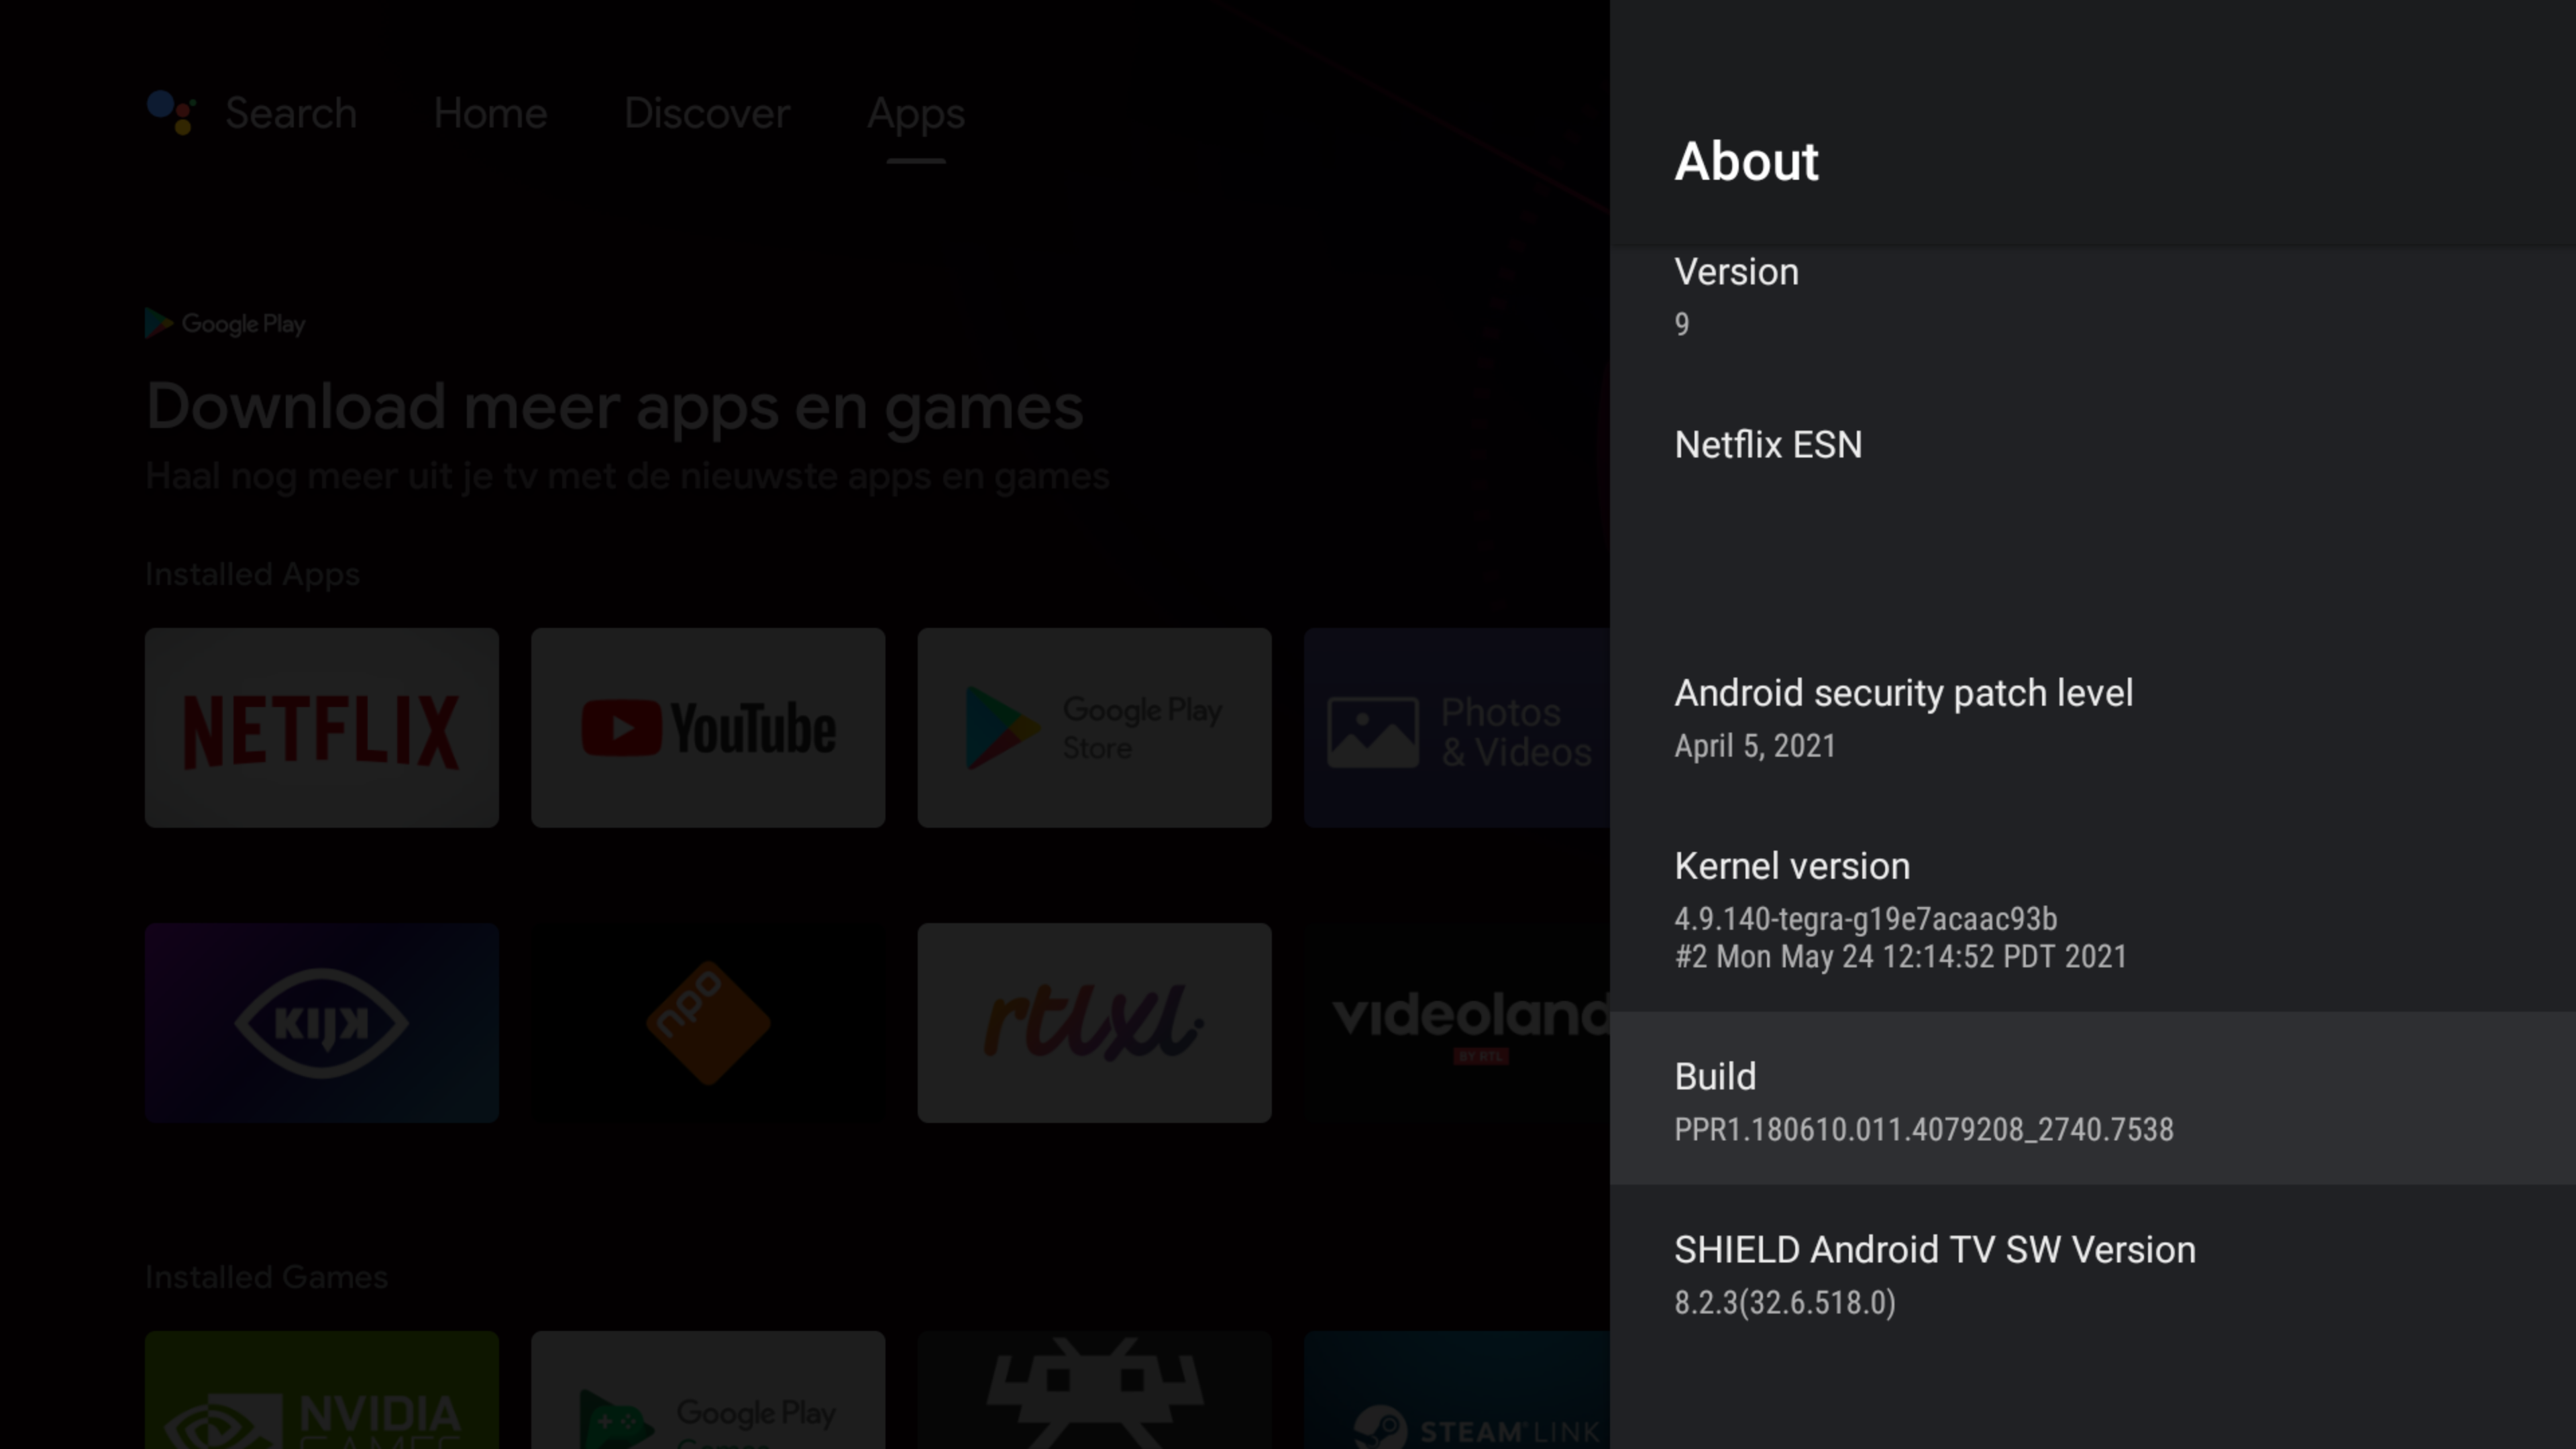 Search Home Discover Apps
Google Play
Download meer apps en games
Haal nog meer uit je tv met de nieuwste apps en games
Installed Apps
NETFLIX
YouTube
Google Play
Store
Photos
& Videos
KIJK
npo
rtlxl
videoland
BY RTL
Installed Games
NVIDIA
GAMES
Google Play
Games
STEAM LINK
About
Version
9
Netflix ESN
Android security patch level
April 5, 2021
Kernel version
4.9.140-tegra-g19e7acaac93b
#2 Mon May 24 12:14:52 PDT 2021
Build
PPR1.180610.011.4079208_2740.7538
SHIELD Android TV SW Version
8.2.3(32.6.518.0)